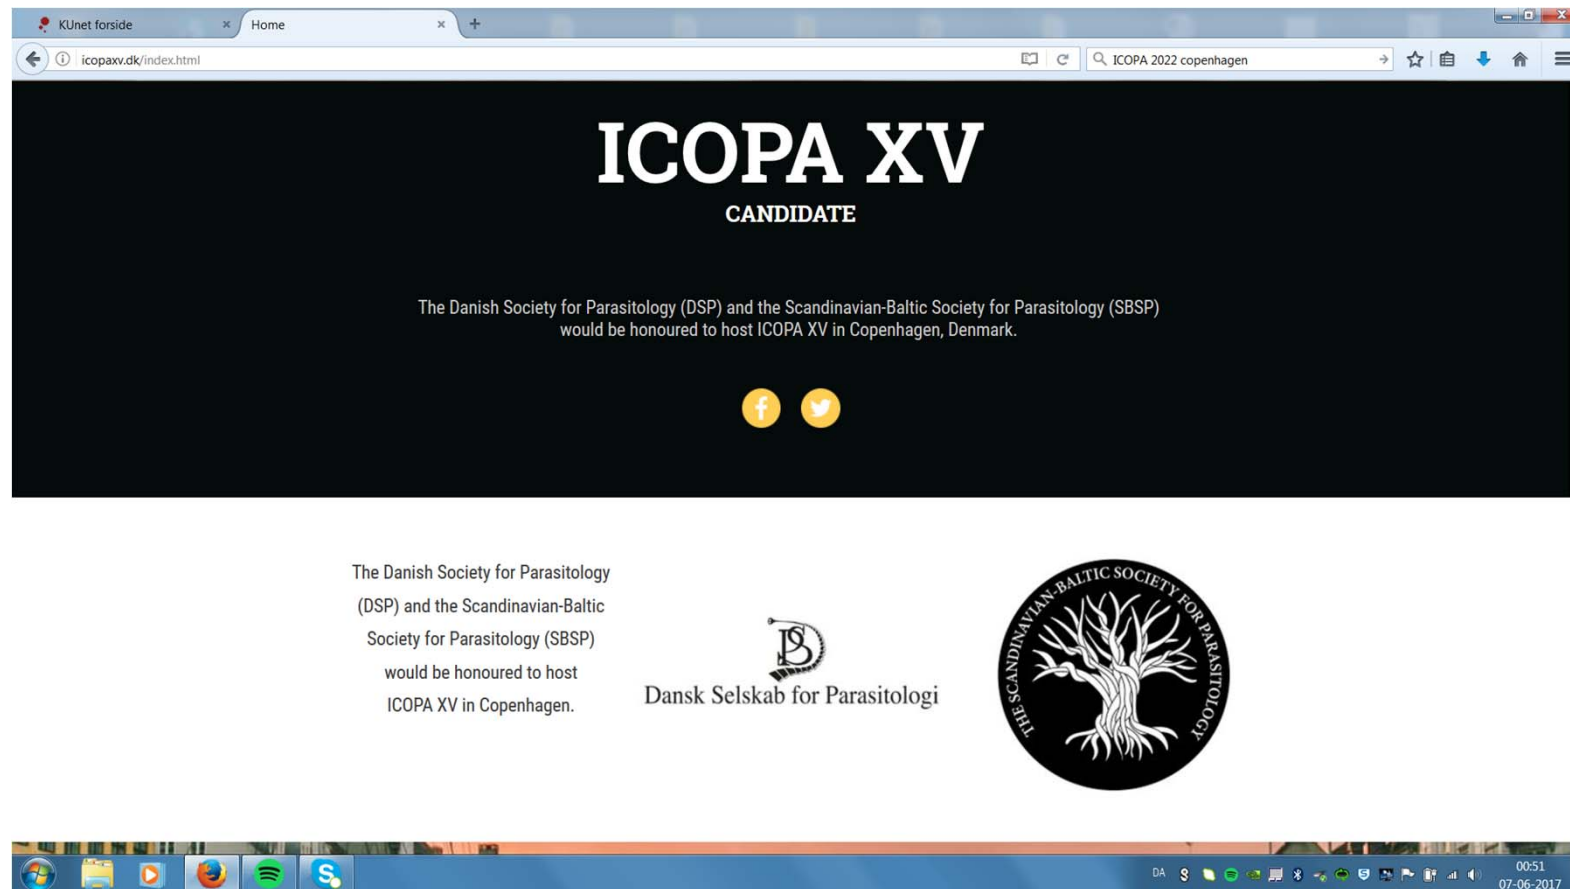 KUnet forside
Home
icopaxv.dk/index.html
ICOPA 2022 copenhagen
ICOPA XV
CANDIDATE
The Danish Society for Parasitology (DSP) and the Scandinavian-Baltic Society for Parasitology (SBSP)
would be honoured to host ICOPA XV in Copenhagen, Denmark.
The Danish Society for Parasitology
(DSP) and the Scandinavian-Baltic
Society for Parasitology (SBSP)
would be honoured to host
ICOPA XV in Copenhagen.
DPS
Dansk Selskab for Parasitologi
THE SCANDINAVIAN-BALTIC SOCIETY FOR PARASITOLOGY
DA
00:51
07-06-2017